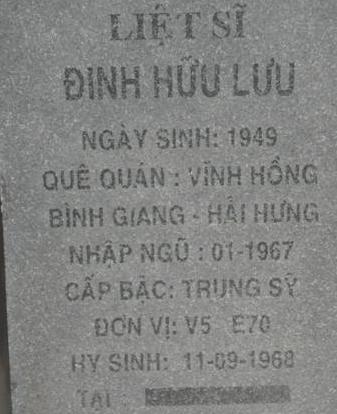 LIỆT SĨ
ĐINH HỮU LƯU
NGÀY SINH: 1949
QUÊ QUÁN : VĨNH HỒNG
BÌNH GIANG - HẢI HƯNG
NHẬP NGŨ : 01-1967
CẤP BẬC: TRUNG SỸ
ĐƠN VỊ: V5 E70
HY SINH: 11-09-1968
TẠI :